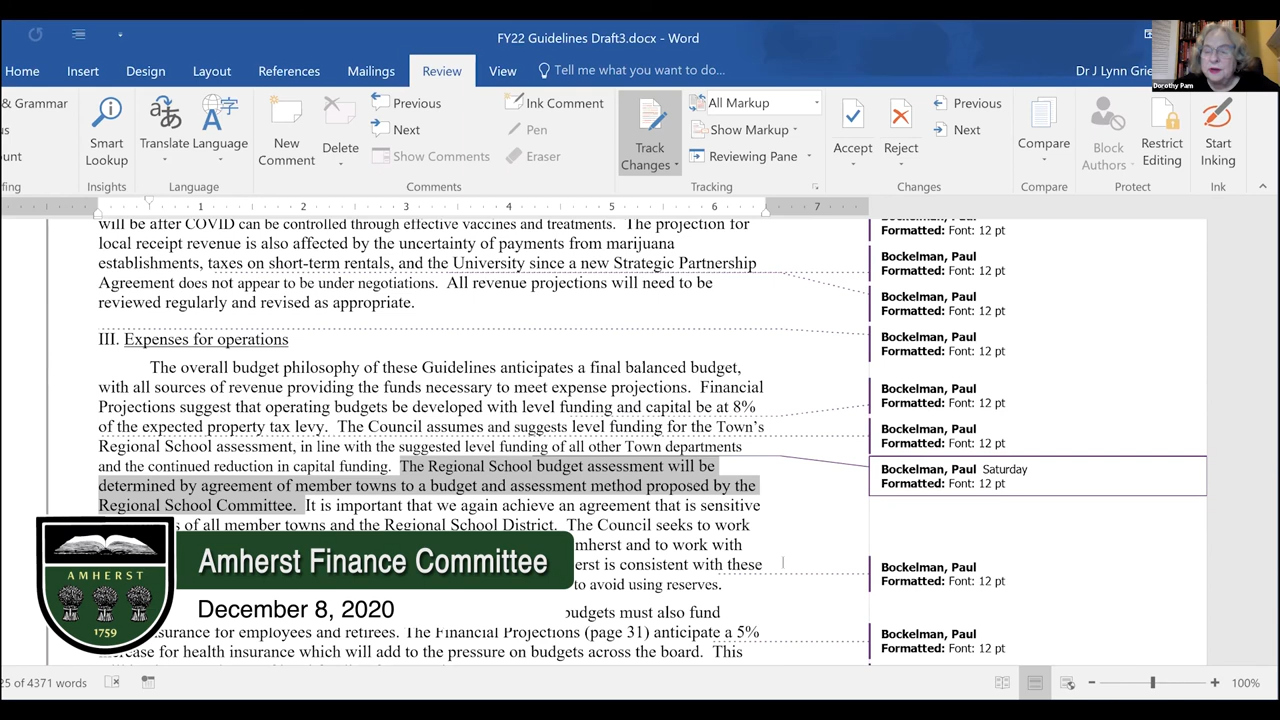 FY22 Guidelines Draft3.docx - Word
Home Insert Design Layout References Mailings Review View Tell me what you want to do...
Dr J Lynn Grie
Dorothy Pam
& Grammar
Smart Lookup
Insights
Translate Language
Language
New Comment
Delete
Previous
Next
Show Comments
Comments
Ink Comment
Pen
Eraser
Track Changes
All Markup
Show Markup
Reviewing Pane
Tracking
Accept
Reject
Previous
Next
Changes
Compare
Compare
Block Authors
Restrict Editing
Protect
Start Inking
Ink
1 2 3 4 5 6 7
will be after COVID can be controlled through effective vaccines and treatments. The projection for
local receipt revenue is also affected by the uncertainty of payments from marijuana
establishments, taxes on short-term rentals, and the University since a new Strategic Partnership
Agreement does not appear to be under negotiations. All revenue projections will need to be
reviewed regularly and revised as appropriate.
III. Expenses for operations
The overall budget philosophy of these Guidelines anticipates a final balanced budget,
with all sources of revenue providing the funds necessary to meet expense projections. Financial
Projections suggest that operating budgets be developed with level funding and capital be at 8%
of the expected property tax levy. The Council assumes and suggests level funding for the Town's
Regional School assessment, in line with the suggested level funding of all other Town departments
and the continued reduction in capital funding. The Regional School budget assessment will be
determined by agreement of member towns to a budget and assessment method proposed by the
Regional School Committee. It is important that we again achieve an agreement that is sensitive
s of all member towns and the Regional School District. The Council seeks to work
mherst and to work with
erst is consistent with these
to avoid using reserves.
budgets must also fund
surance for employees and retirees. The Financial Projections (page 31) anticipate a 5%
crease for health insurance which will add to the pressure on budgets across the board. This
Bockelman, Paul
Formatted: Font: 12 pt
Bockelman, Paul
Formatted: Font: 12 pt
Bockelman, Paul
Formatted: Font: 12 pt
Bockelman, Paul
Formatted: Font: 12 pt
Bockelman, Paul
Formatted: Font: 12 pt
Bockelman, Paul
Formatted: Font: 12 pt
Bockelman, Paul Saturday
Formatted: Font: 12 pt
Bockelman, Paul
Formatted: Font: 12 pt
Bockelman, Paul
Formatted: Font: 12 pt
AMHERST
1759
Amherst Finance Committee
December 8, 2020
25 of 4371 words
100%